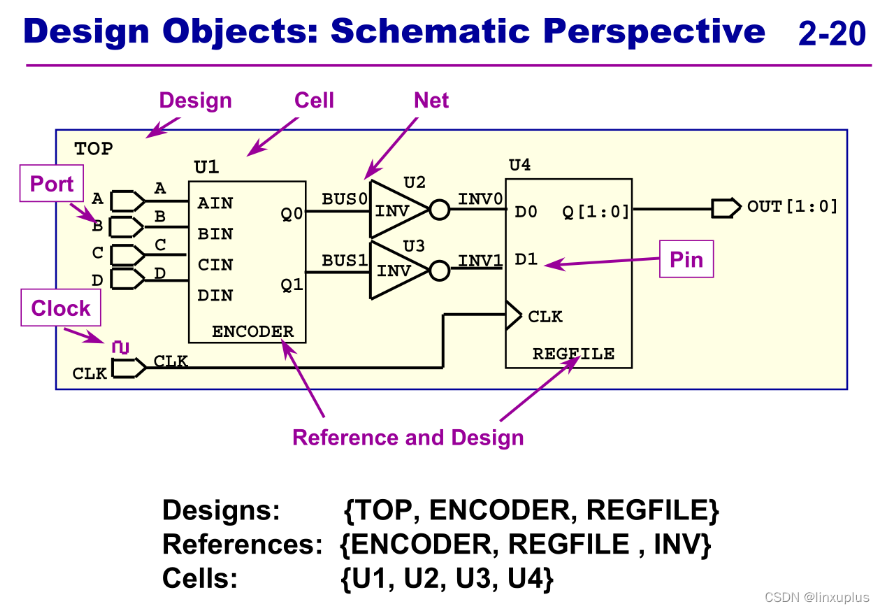 Design Objects: Schematic Perspective 2-20
Design Cell Net
TOP
U1 U4
Port
A A AIN
B B BIN
C C CIN
D D DIN
Q0 BUS0 INV U2 INV0 D0 Q[1:0] OUT[1:0]
Q1 BUS1 INV U3 INV1 D1
Pin
Clock
ENCODER
CLK CLK
CLK
REGFILE
Reference and Design
Designs: {TOP, ENCODER, REGFILE}
References: {ENCODER, REGFILE , INV}
Cells: {U1, U2, U3, U4}
CSDN @linxuplus